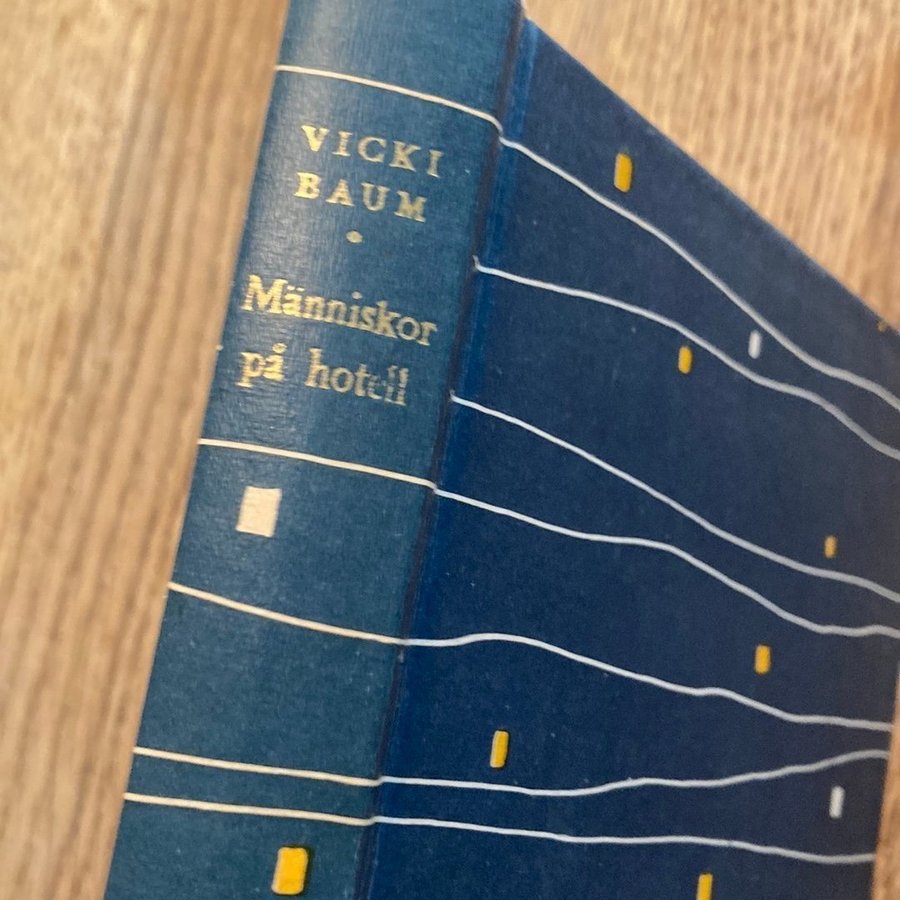 VICKI
BAUM
•
Människor
på hotell